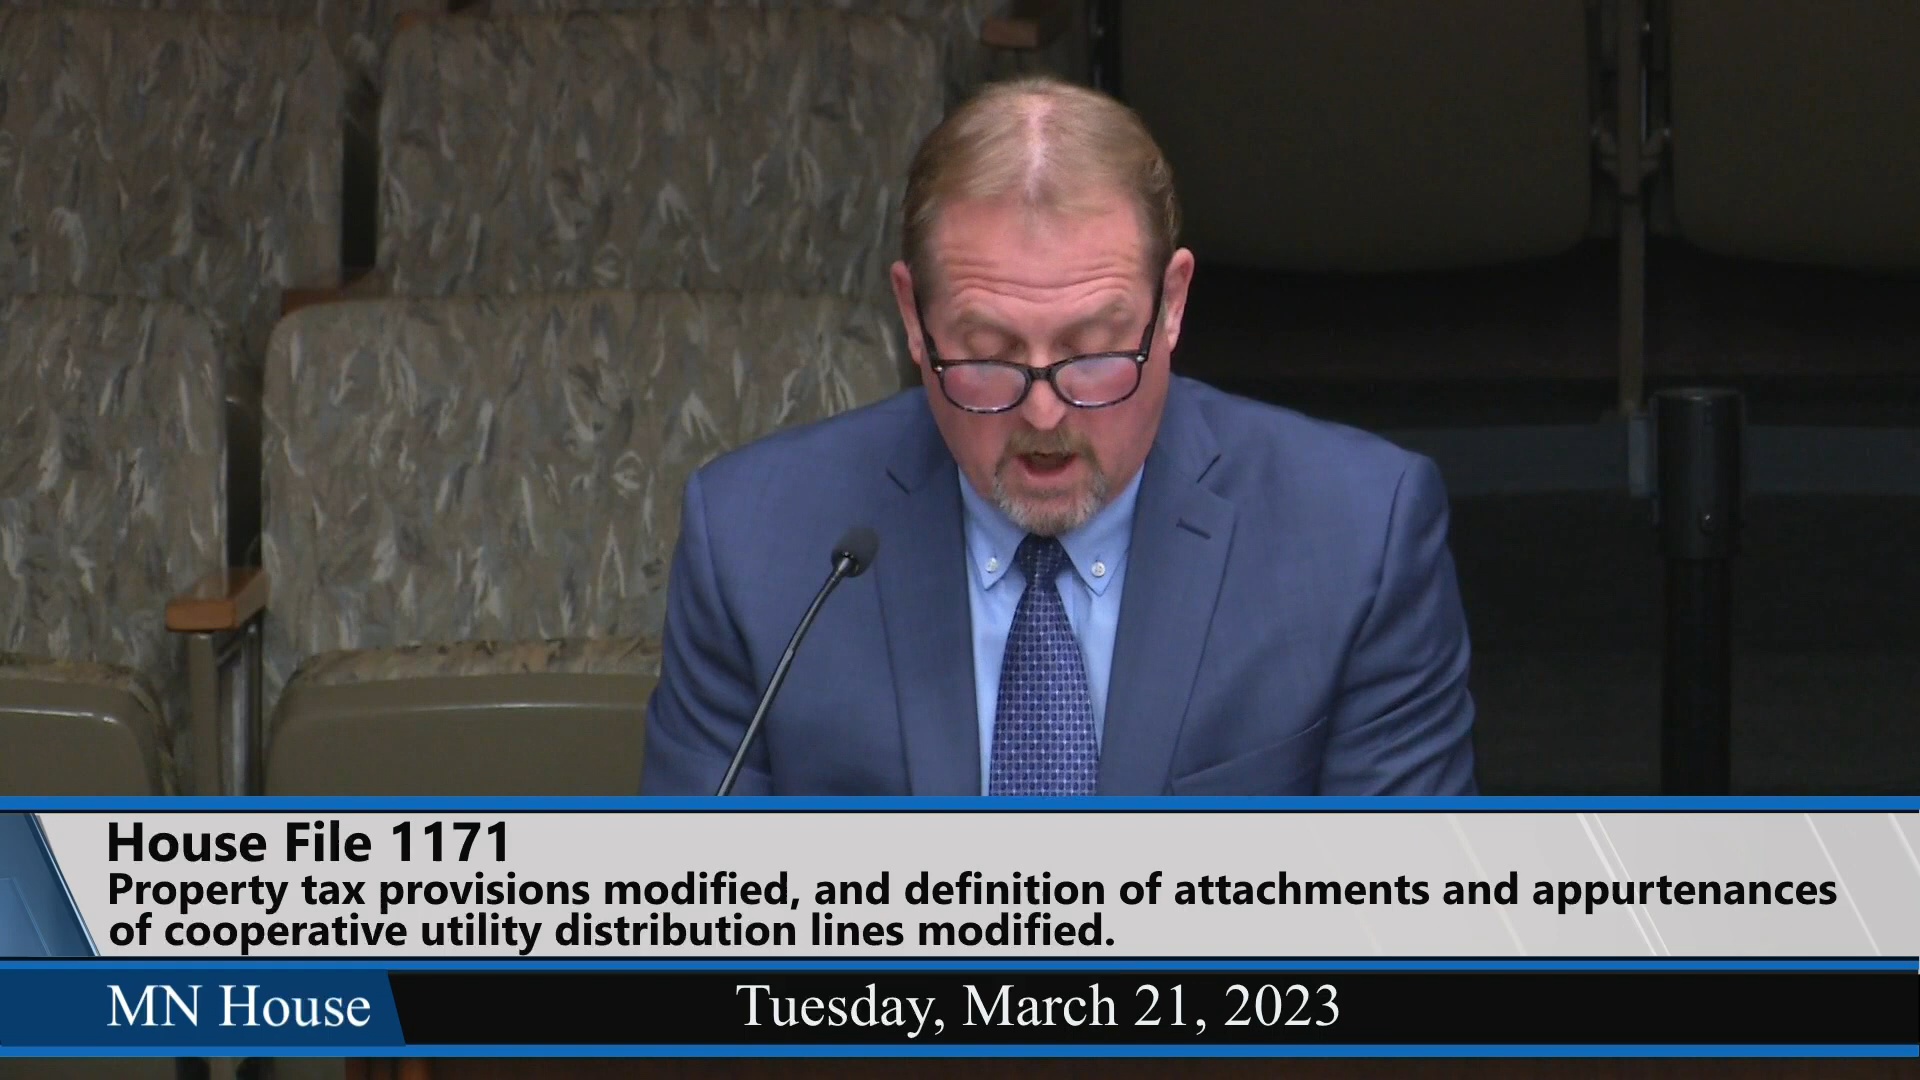 House File 1171
Property tax provisions modified, and definition of attachments and appurtenances
of cooperative utility distribution lines modified.
MN House
Tuesday, March 21, 2023